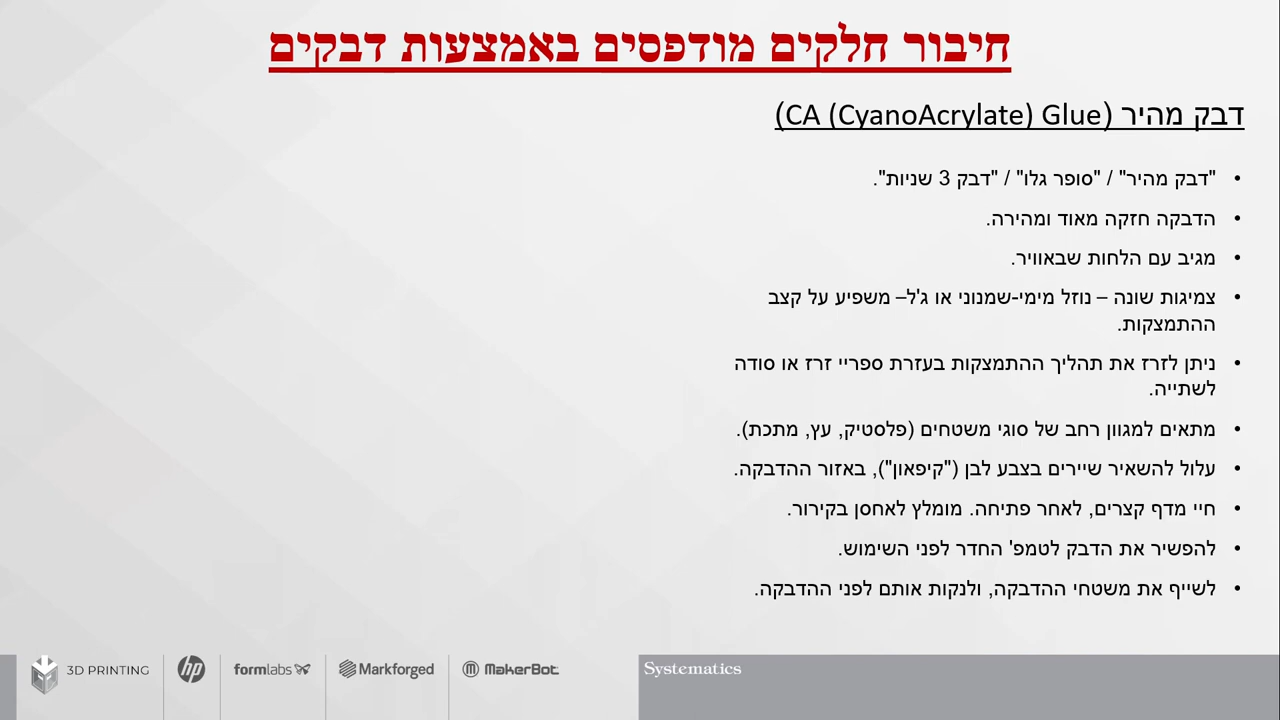 חיבור חלקים מודפסים באמצעות דבקים
דבק מהיר (CA (CyanoAcrylate) Glue)
• "דבק מהיר" / "סופר גלו" / "דבק 3 שניות".
• הדבקה חזקה מאוד ומהירה.
• מגיב עם הלחות שבאוויר.
• צמיגות שונה – נוזל מימי-שמנוני או ג'ל– משפיע על קצב
ההתמצקות.
• ניתן לזרז את תהליך ההתמצקות בעזרת ספריי זרז או סודה
לשתייה.
• מתאים למגוון רחב של סוגי משטחים (פלסטיק, עץ, מתכת).
• עלול להשאיר שיירים בצבע לבן ("קיפאון"), באזור ההדבקה.
• חיי מדף קצרים, לאחר פתיחה. מומלץ לאחסן בקירור.
• להפשיר את הדבק לטמפ' החדר לפני השימוש.
• לשייף את משטחי ההדבקה, ולנקות אותם לפני ההדבקה.
3D PRINTING hp formlabs Markforged MakerBot. Systematics